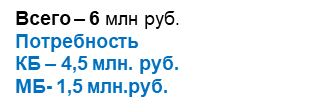 Всего – 6 млн руб.
Потребность
КБ – 4,5 млн. руб.
МБ- 1,5 млн.руб.